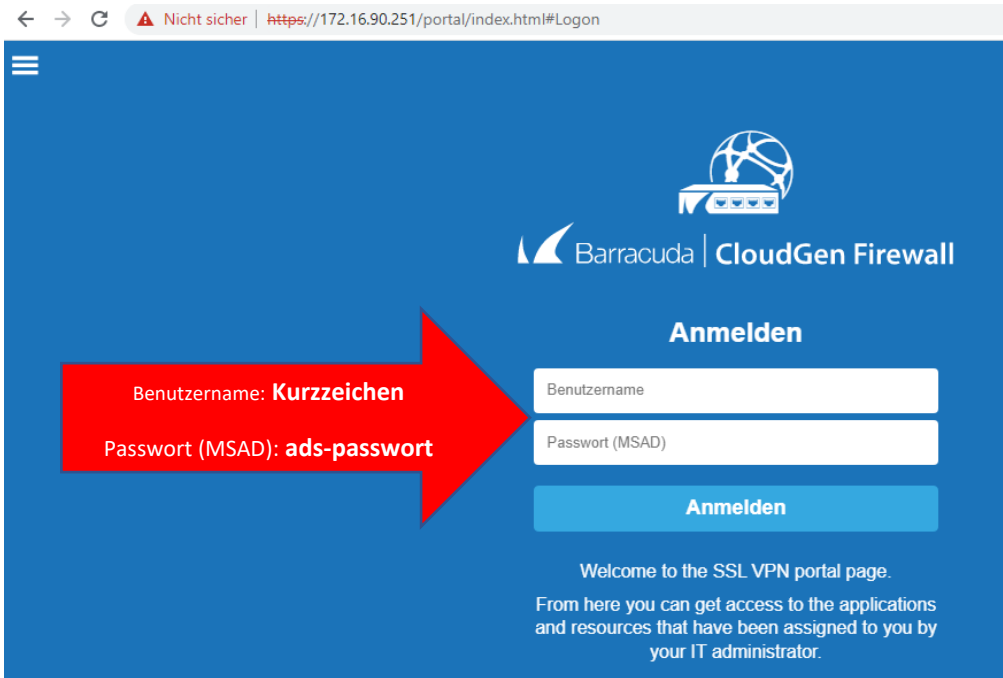 Nicht sicher | https://172.16.90.251/portal/index.html#Logon
Barracuda | CloudGen Firewall
Anmelden
Benutzername: Kurzzeichen
Passwort (MSAD): ads-passwort
Benutzername
Passwort (MSAD)
Anmelden
Welcome to the SSL VPN portal page.
From here you can get access to the applications
and resources that have been assigned to you by
your IT administrator.